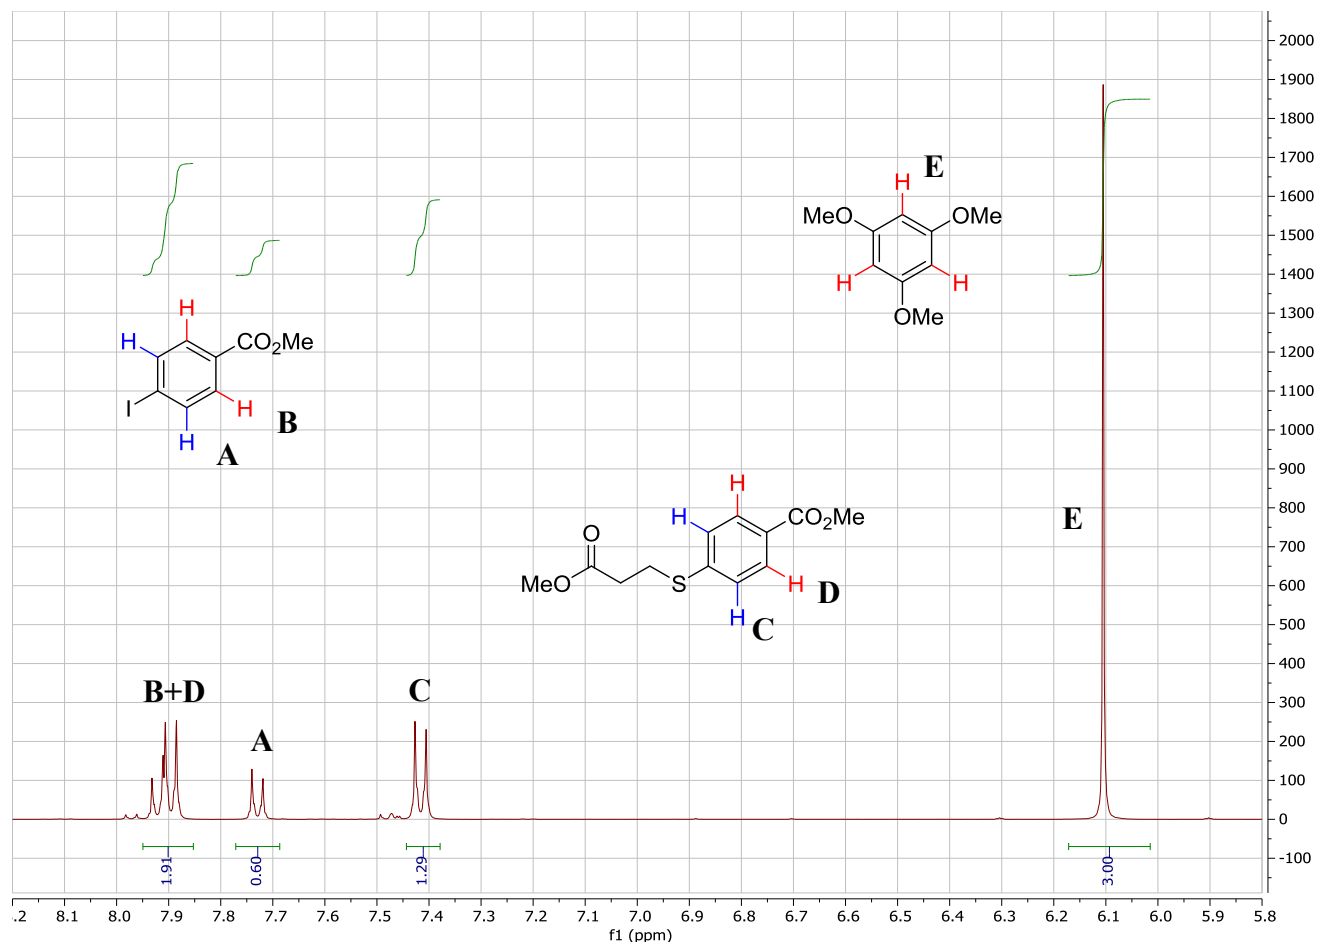 2000
1900
1800
1700
1600
1500
1400
1300
1200
1100
1000
900
800
700
600
500
400
300
200
100
0
-100
E
H
MeO
OMe
H
H
OMe
H
H
CO2Me
I
H
H
B
A
H
H
CO2Me
O
MeO
S
H
H
D
C
E
B+D
A
C
1.91
0.60
1.29
3.00
.2 8.1 8.0 7.9 7.8 7.7 7.6 7.5 7.4 7.3 7.2 7.1 7.0 6.9 6.8 6.7 6.6 6.5 6.4 6.3 6.2 6.1 6.0 5.9 5.8
f1 (ppm)